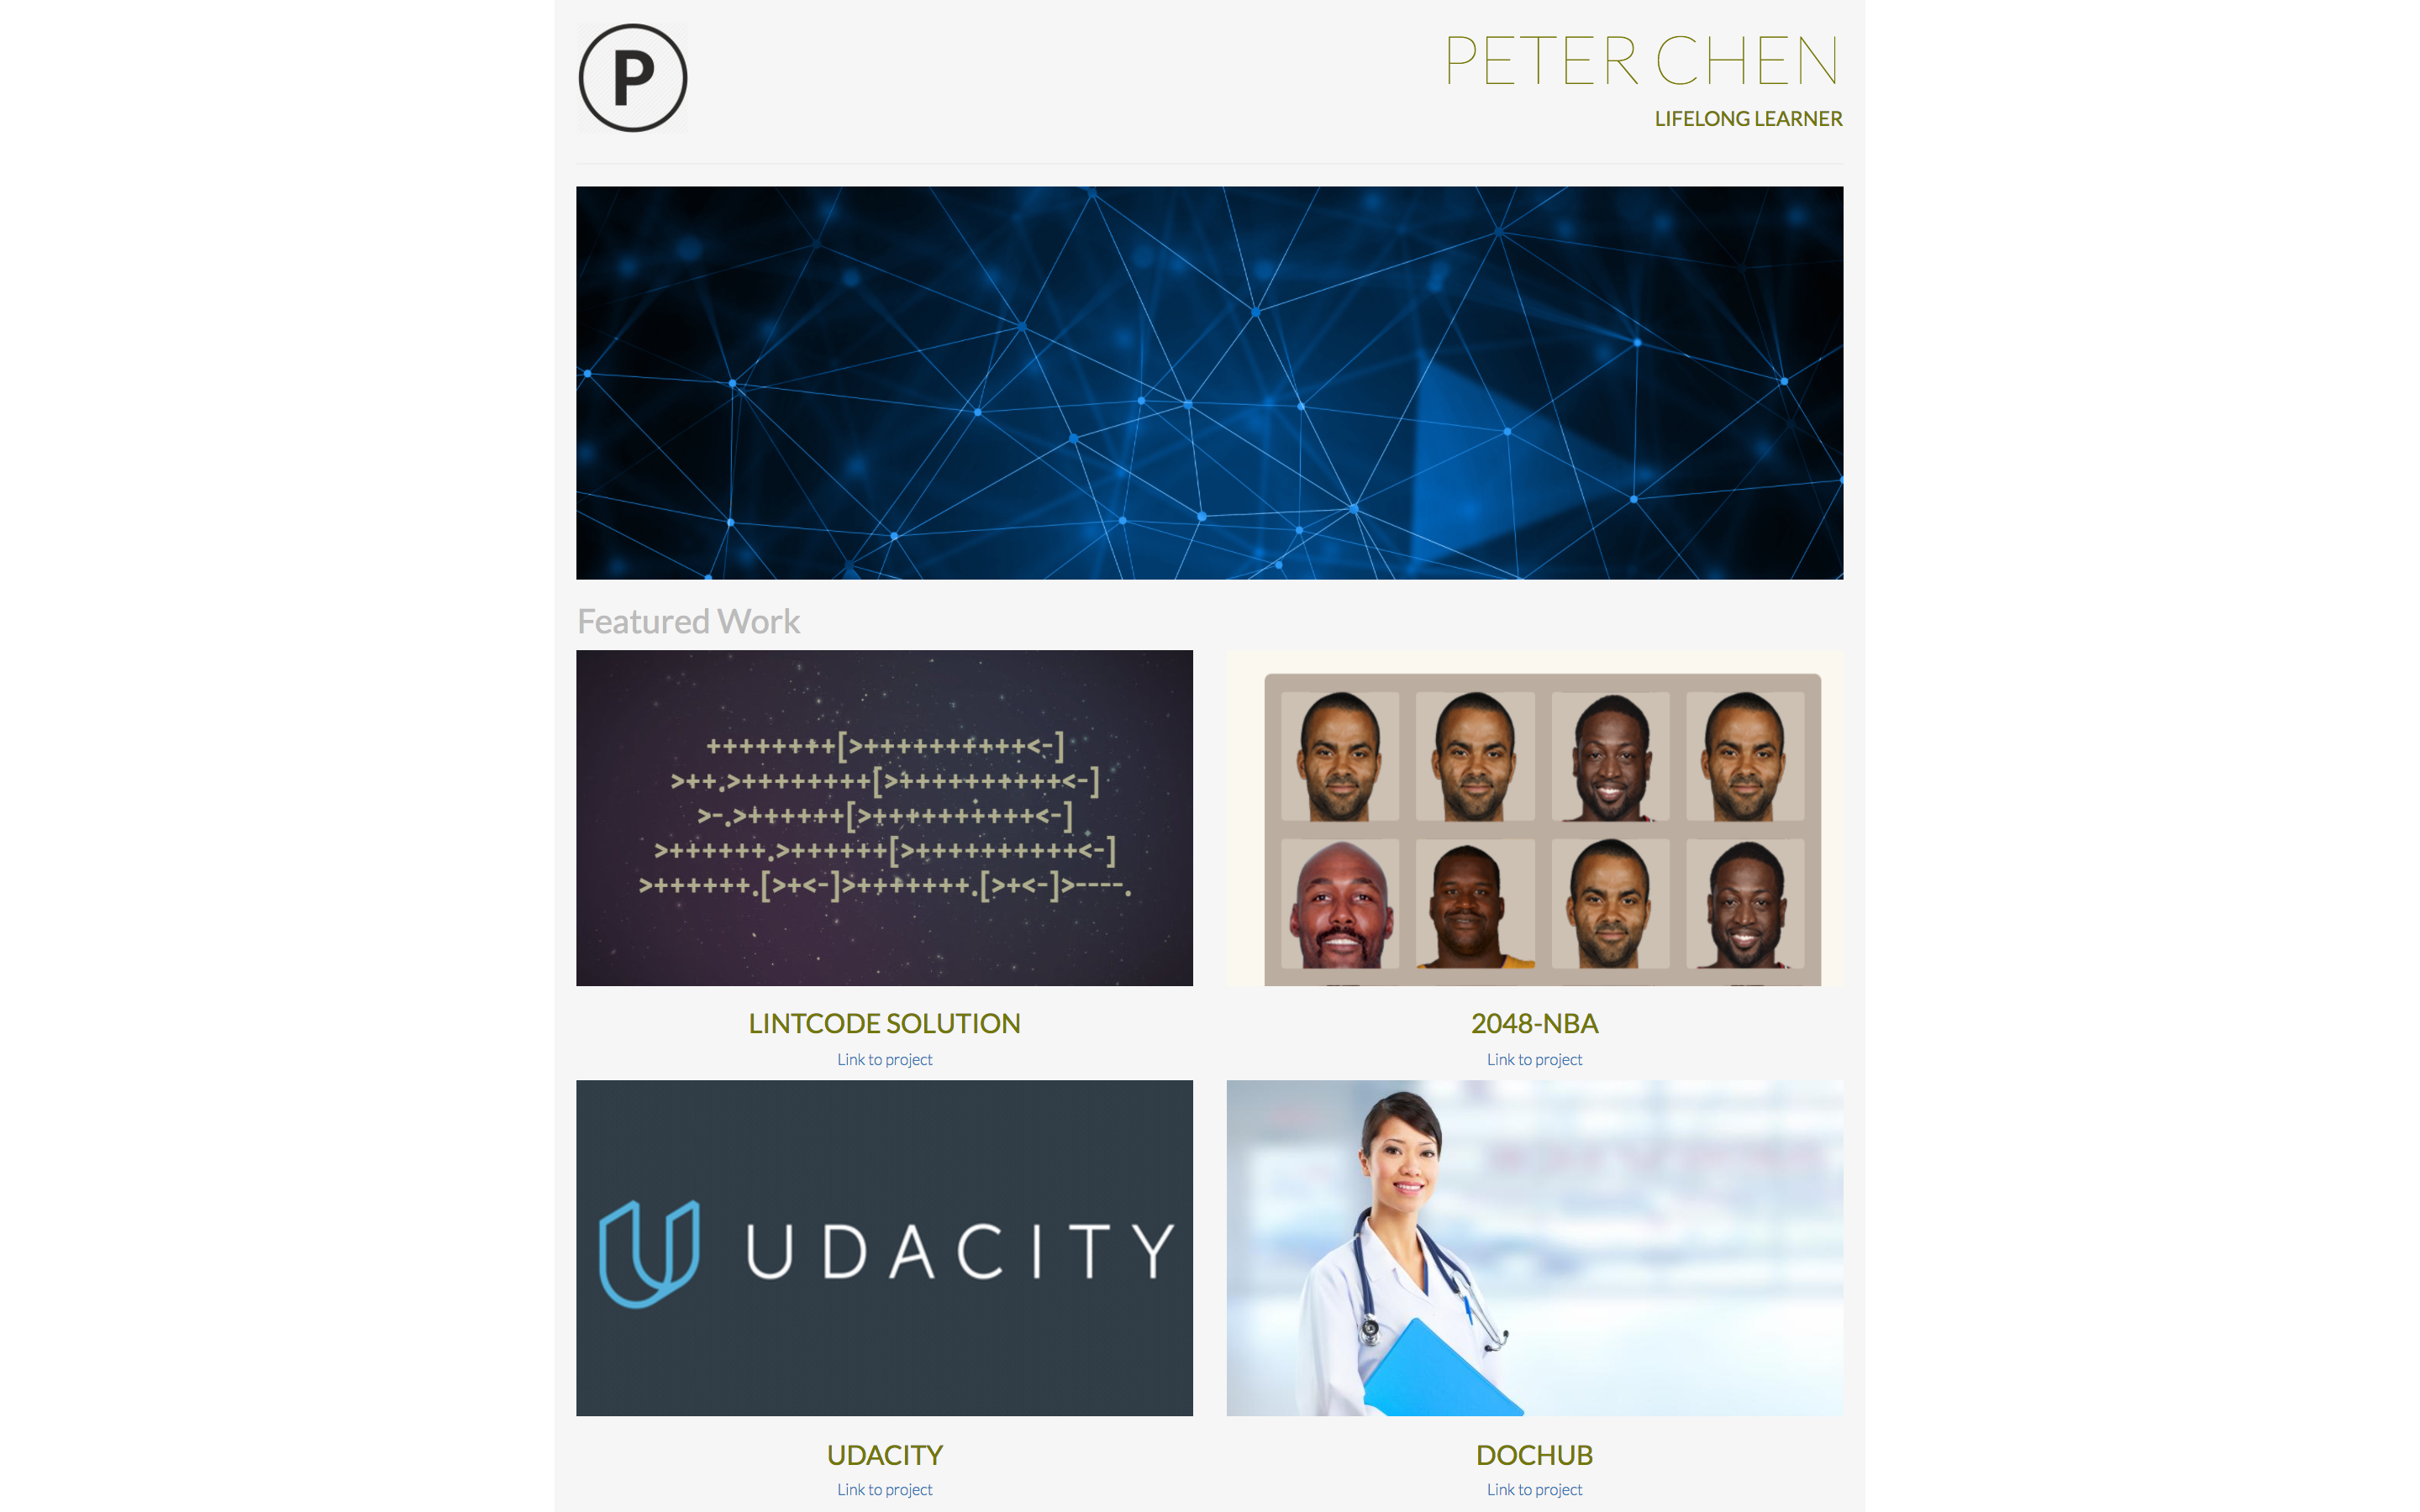 P
PETER CHEN
LIFELONG LEARNER
Featured Work
++++++++[>++++++++++<-]
>++.>++++++++[>++++++++++<-]
>-.>++++++[>++++++++++<-]
>++++++.>++++++[>++++++++++<-]
>++++++.[>+<-]>+++++++.[>+<-]>----.
LINTCODE SOLUTION
Link to project
2048-NBA
Link to project
UDACITY
UDACITY
Link to project
DOCHUB
Link to project